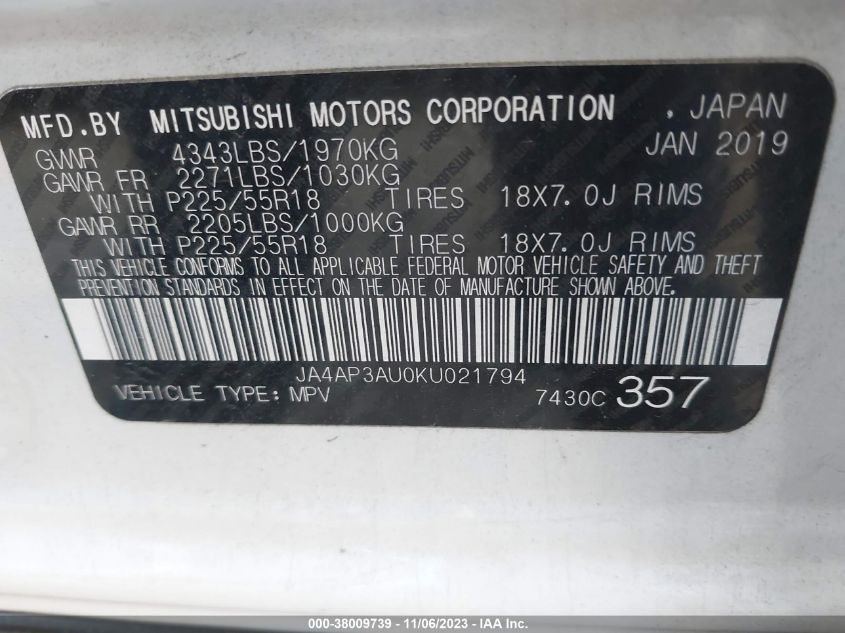 MFD.BY MITSUBISHI MOTORS CORPORATION , JAPAN
GVWR 4343LBS/1970KG JAN 2019
GAWR FR 2271LBS/1030KG
WITH P225/55R18 TIRES 18X7.0J RIMS
GAWR RR 2205LBS/1000KG
WITH P225/55R18 TIRES 18X7.0J RIMS
THIS VEHICLE CONFORMS TO ALL APPLICABLE FEDERAL MOTOR VEHICLE SAFETY AND THEFT
PREVENTION STANDARDS IN EFFECT ON THE DATE OF MANUFACTURE SHOWN ABOVE.
JA4AP3AU0KU021794
VEHICLE TYPE: MPV 7430C 357
000-38009739 - 11/06/2023 - IAA Inc.